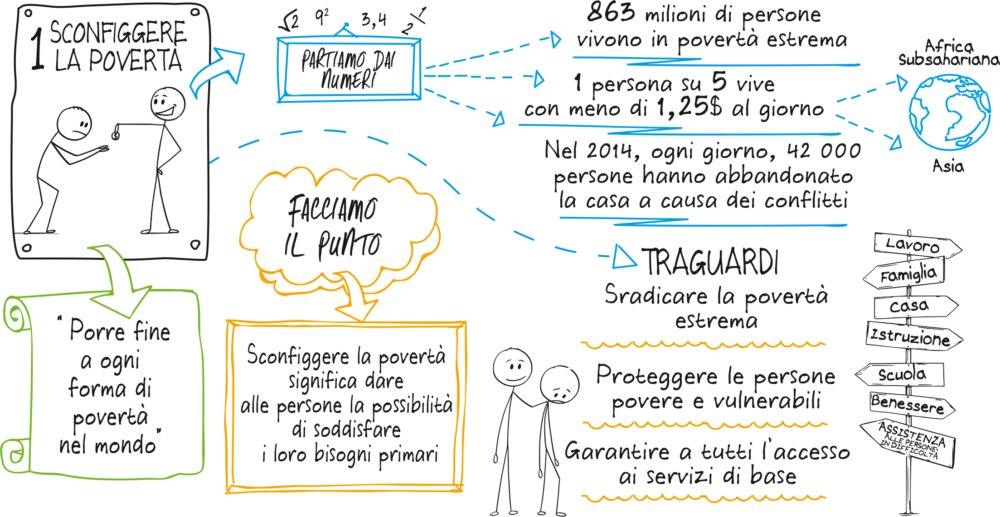 1 SCONFIGGERE
LA POVERTÀ
√2 9² 3,4 2 1
PARTIAMO DAI
NUMERI
863 milioni di persone
vivono in povertà estrema
1 persona su 5 vive
con meno di 1,25$ al giorno
Africa
Subsahariana
Asia
Nel 2014, ogni giorno, 42 000
persone hanno abbandonato
la casa a causa dei conflitti
$
"Porre fine
a ogni
forma di
povertà
nel mondo"
FACCIAMO
IL PUNTO
Sconfiggere la povertà
significa dare
alle persone la possibilità
di soddisfare
i loro bisogni primari
TRAGUARDI
Sradicare la povertà
estrema
Proteggere le persone
povere e vulnerabili
Garantire a tutti l'accesso
ai servizi di base
Lavoro
Famiglia
Casa
Istruzione
Scuola
Benessere
ASSISTENZA
ALLE PERSONE
IN DIFFICOLTÀ